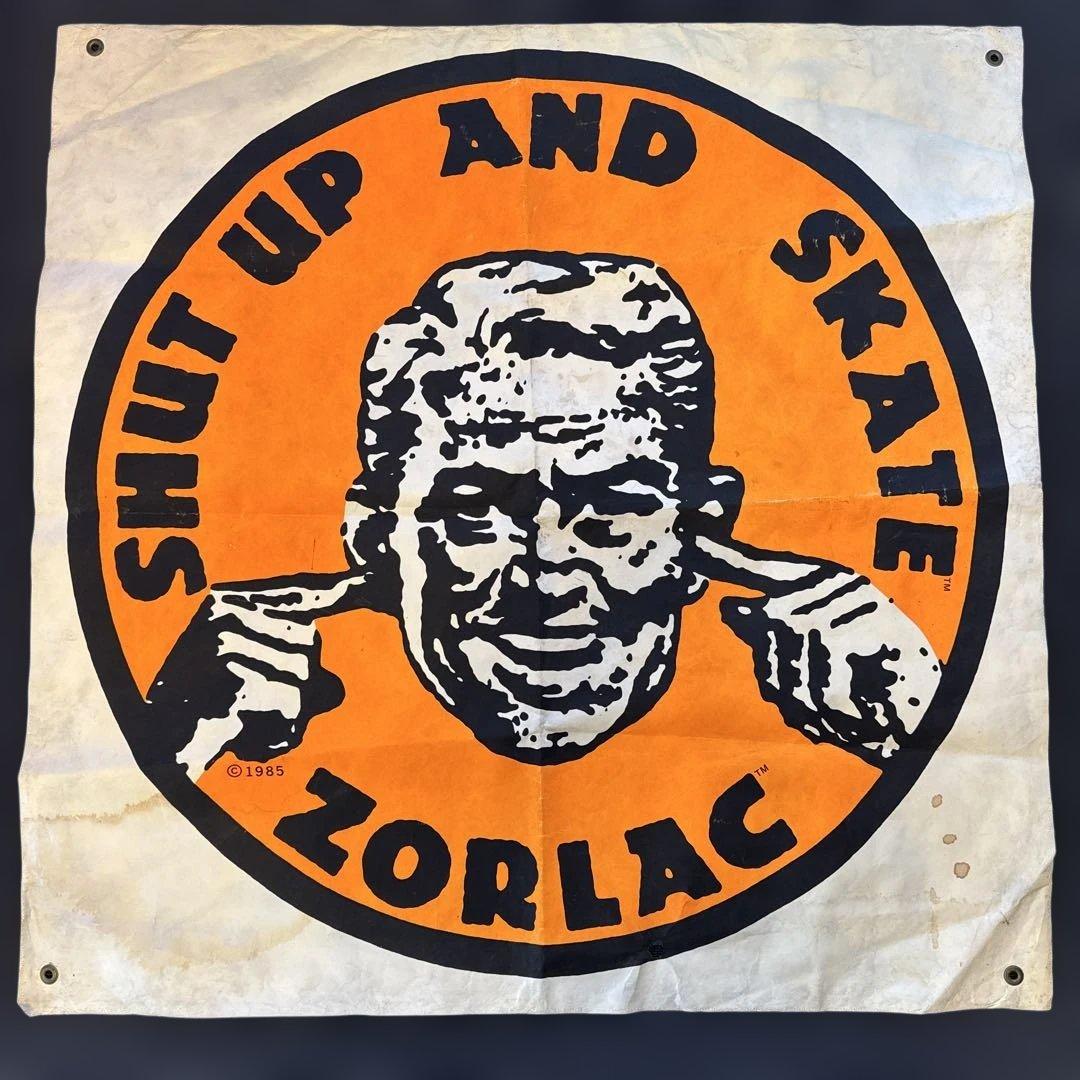 SHUT UP AND SKATE™
©1985
ZORLAC™